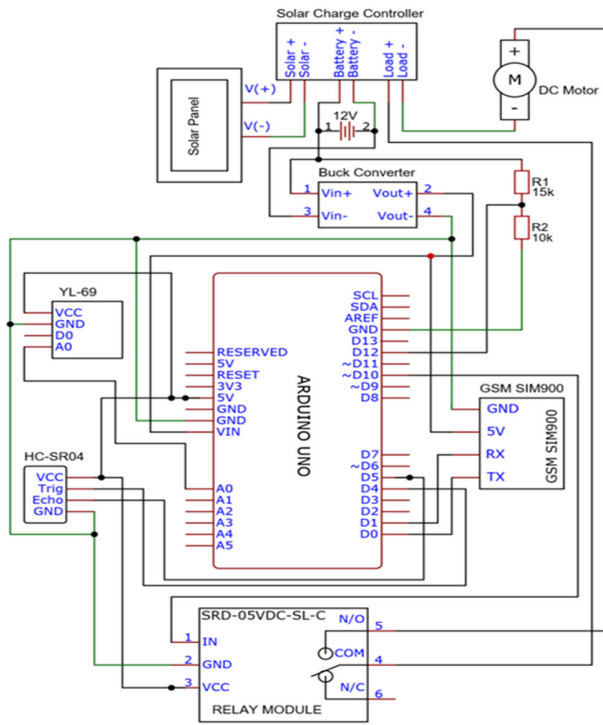 Solar Charge Controller
Solar +
Solar -
Battery +
Battery-
Load+
Load-
+
M
-
DC Motor
Solar Panel
V(+)
V(-)
12V
1 2
Buck Converter
1 Vin+ Vout+ 2
3 Vin- Vout- 4
R1
15k
R2
10k
YL-69
VCC
GND
D0
A0
HC-SR04
VCC
Trig
Echo
GND
ARDUINO UNO
RESERVED
5V
RESET
3V3
5V
GND
GND
VIN
A0
A1
A2
A3
A4
A5
SCL
SDA
AREF
GND
D13
D12
~D11
~D10
~D9
D8
D7
~D6
D5
D4
D3
D2
D1
D0
GSM SIM900
GND
5V
RX
TX
GSM SIM900
SRD-05VDC-SL-C
1 IN
2 GND
3 VCC
N/O 5
COM 4
N/C 6
RELAY MODULE